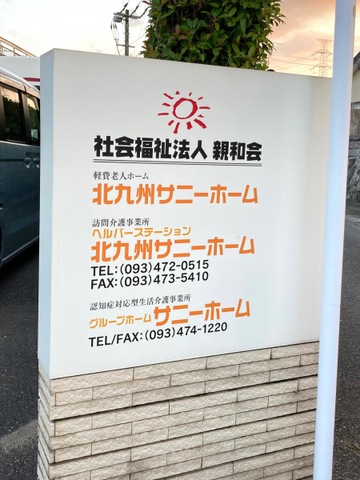 社会福祉法人 親和会
軽費老人ホーム
北九州サニーホーム
訪問介護事業所
ヘルパーステーション
北九州サニーホーム
TEL:(093)472-0515
FAX:(093)473-5410
認知症対応型生活介護事業所
グループホーム サニーホーム
TEL/FAX:(093)474-1220